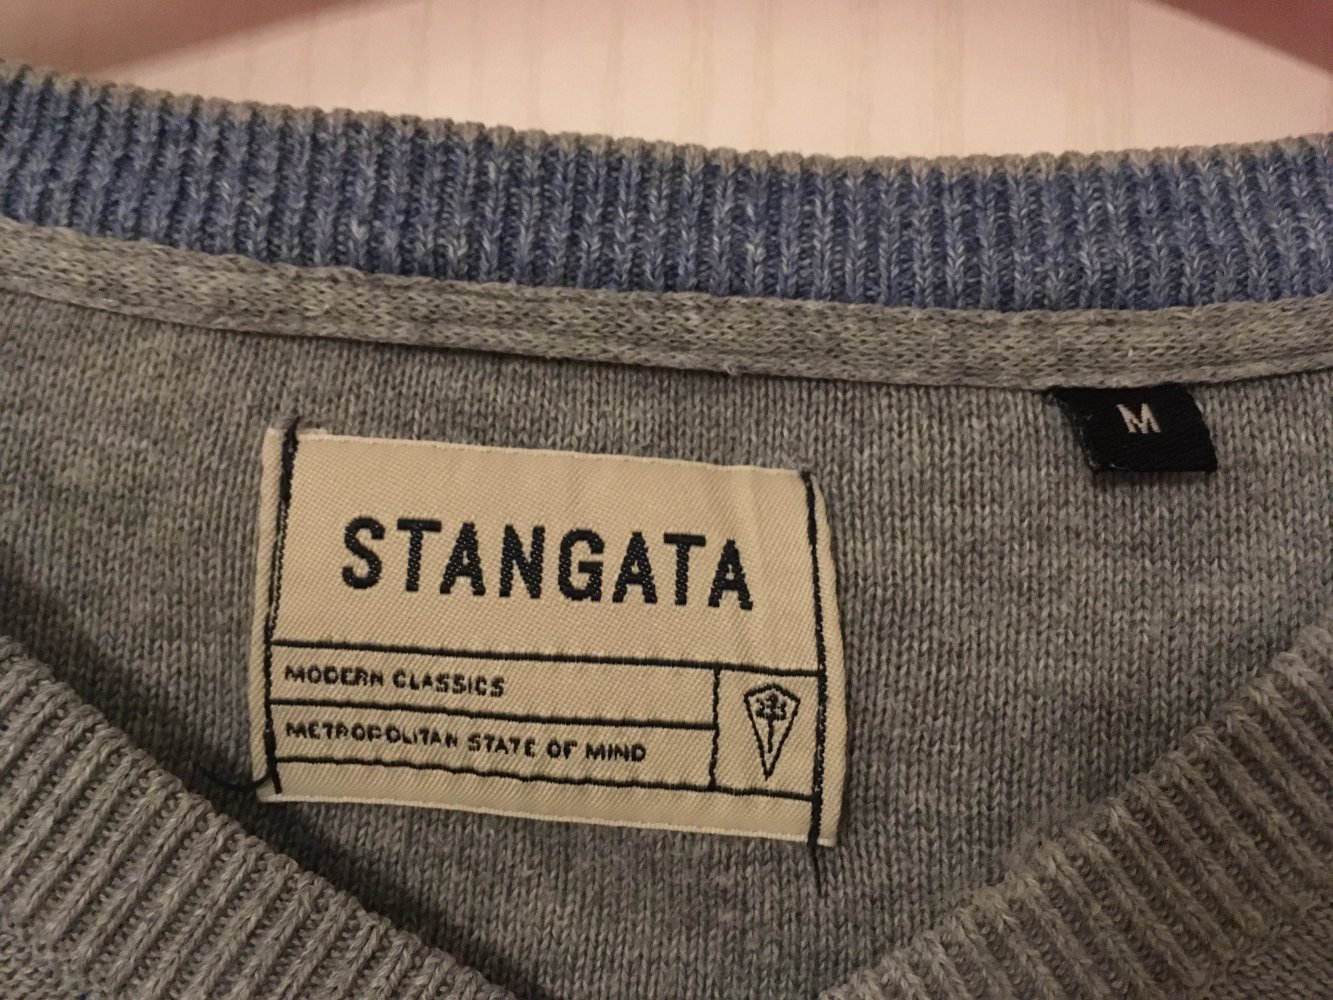 M
STANGATA
MODERN CLASSICS
METROPOLITAN STATE OF MIND